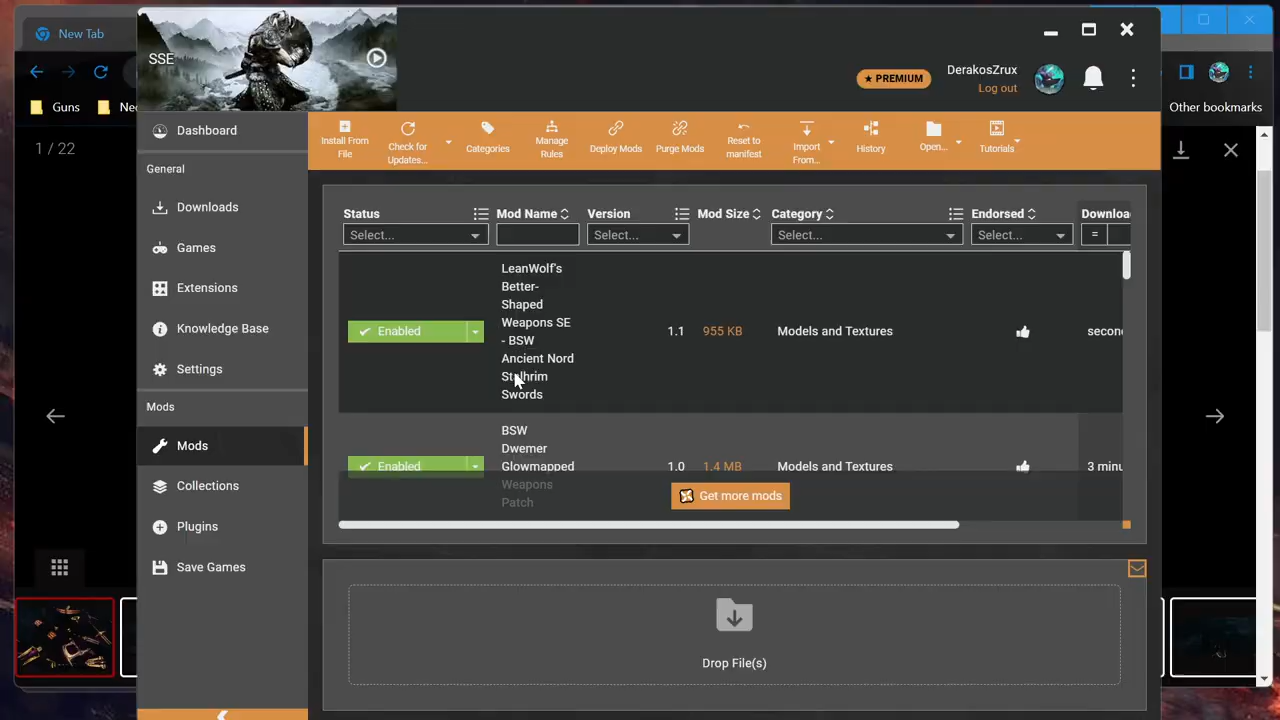 New Tab
SSE
PREMIUM
DerakosZrux
Log out
Guns
Other bookmarks
1 / 22
Dashboard
General
Downloads
Games
Extensions
Knowledge Base
Settings
Mods
Mods
Collections
Plugins
Save Games
Install From
File
Check for
Updates...
Categories
Manage
Rules
Deploy Mods
Purge Mods
Reset to
manifest
Import
From...
History
Open...
Tutorials
Status
Mod Name
Version
Mod Size
Category
Endorsed
Select...
Select...
Select...
Select...
=
Enabled
LeanWolf's
Better-
Shaped
Weapons SE
- BSW
Ancient Nord
Stalhrim
Swords
1.1
955 KB
Models and Textures
Enabled
BSW
Dwemer
Glowmapped
Weapons
Patch
1.0
1.4 MB
Models and Textures
Get more mods
Drop File(s)